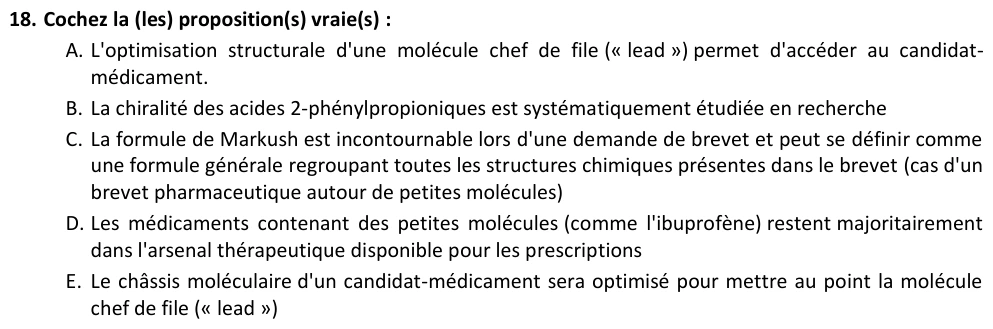 18. Cochez la (les) proposition(s) vraie(s) :
A. L'optimisation structurale d'une molécule chef de file (« lead ») permet d'accéder au candidat-
médicament.
B. La chiralité des acides 2-phénylpropioniques est systématiquement étudiée en recherche
C. La formule de Markush est incontournable lors d'une demande de brevet et peut se définir comme
une formule générale regroupant toutes les structures chimiques présentes dans le brevet (cas d'un
brevet pharmaceutique autour de petites molécules)
D. Les médicaments contenant des petites molécules (comme l'ibuprofène) restent majoritairement
dans l'arsenal thérapeutique disponible pour les prescriptions
E. Le châssis moléculaire d'un candidat-médicament sera optimisé pour mettre au point la molécule
chef de file (« lead »)